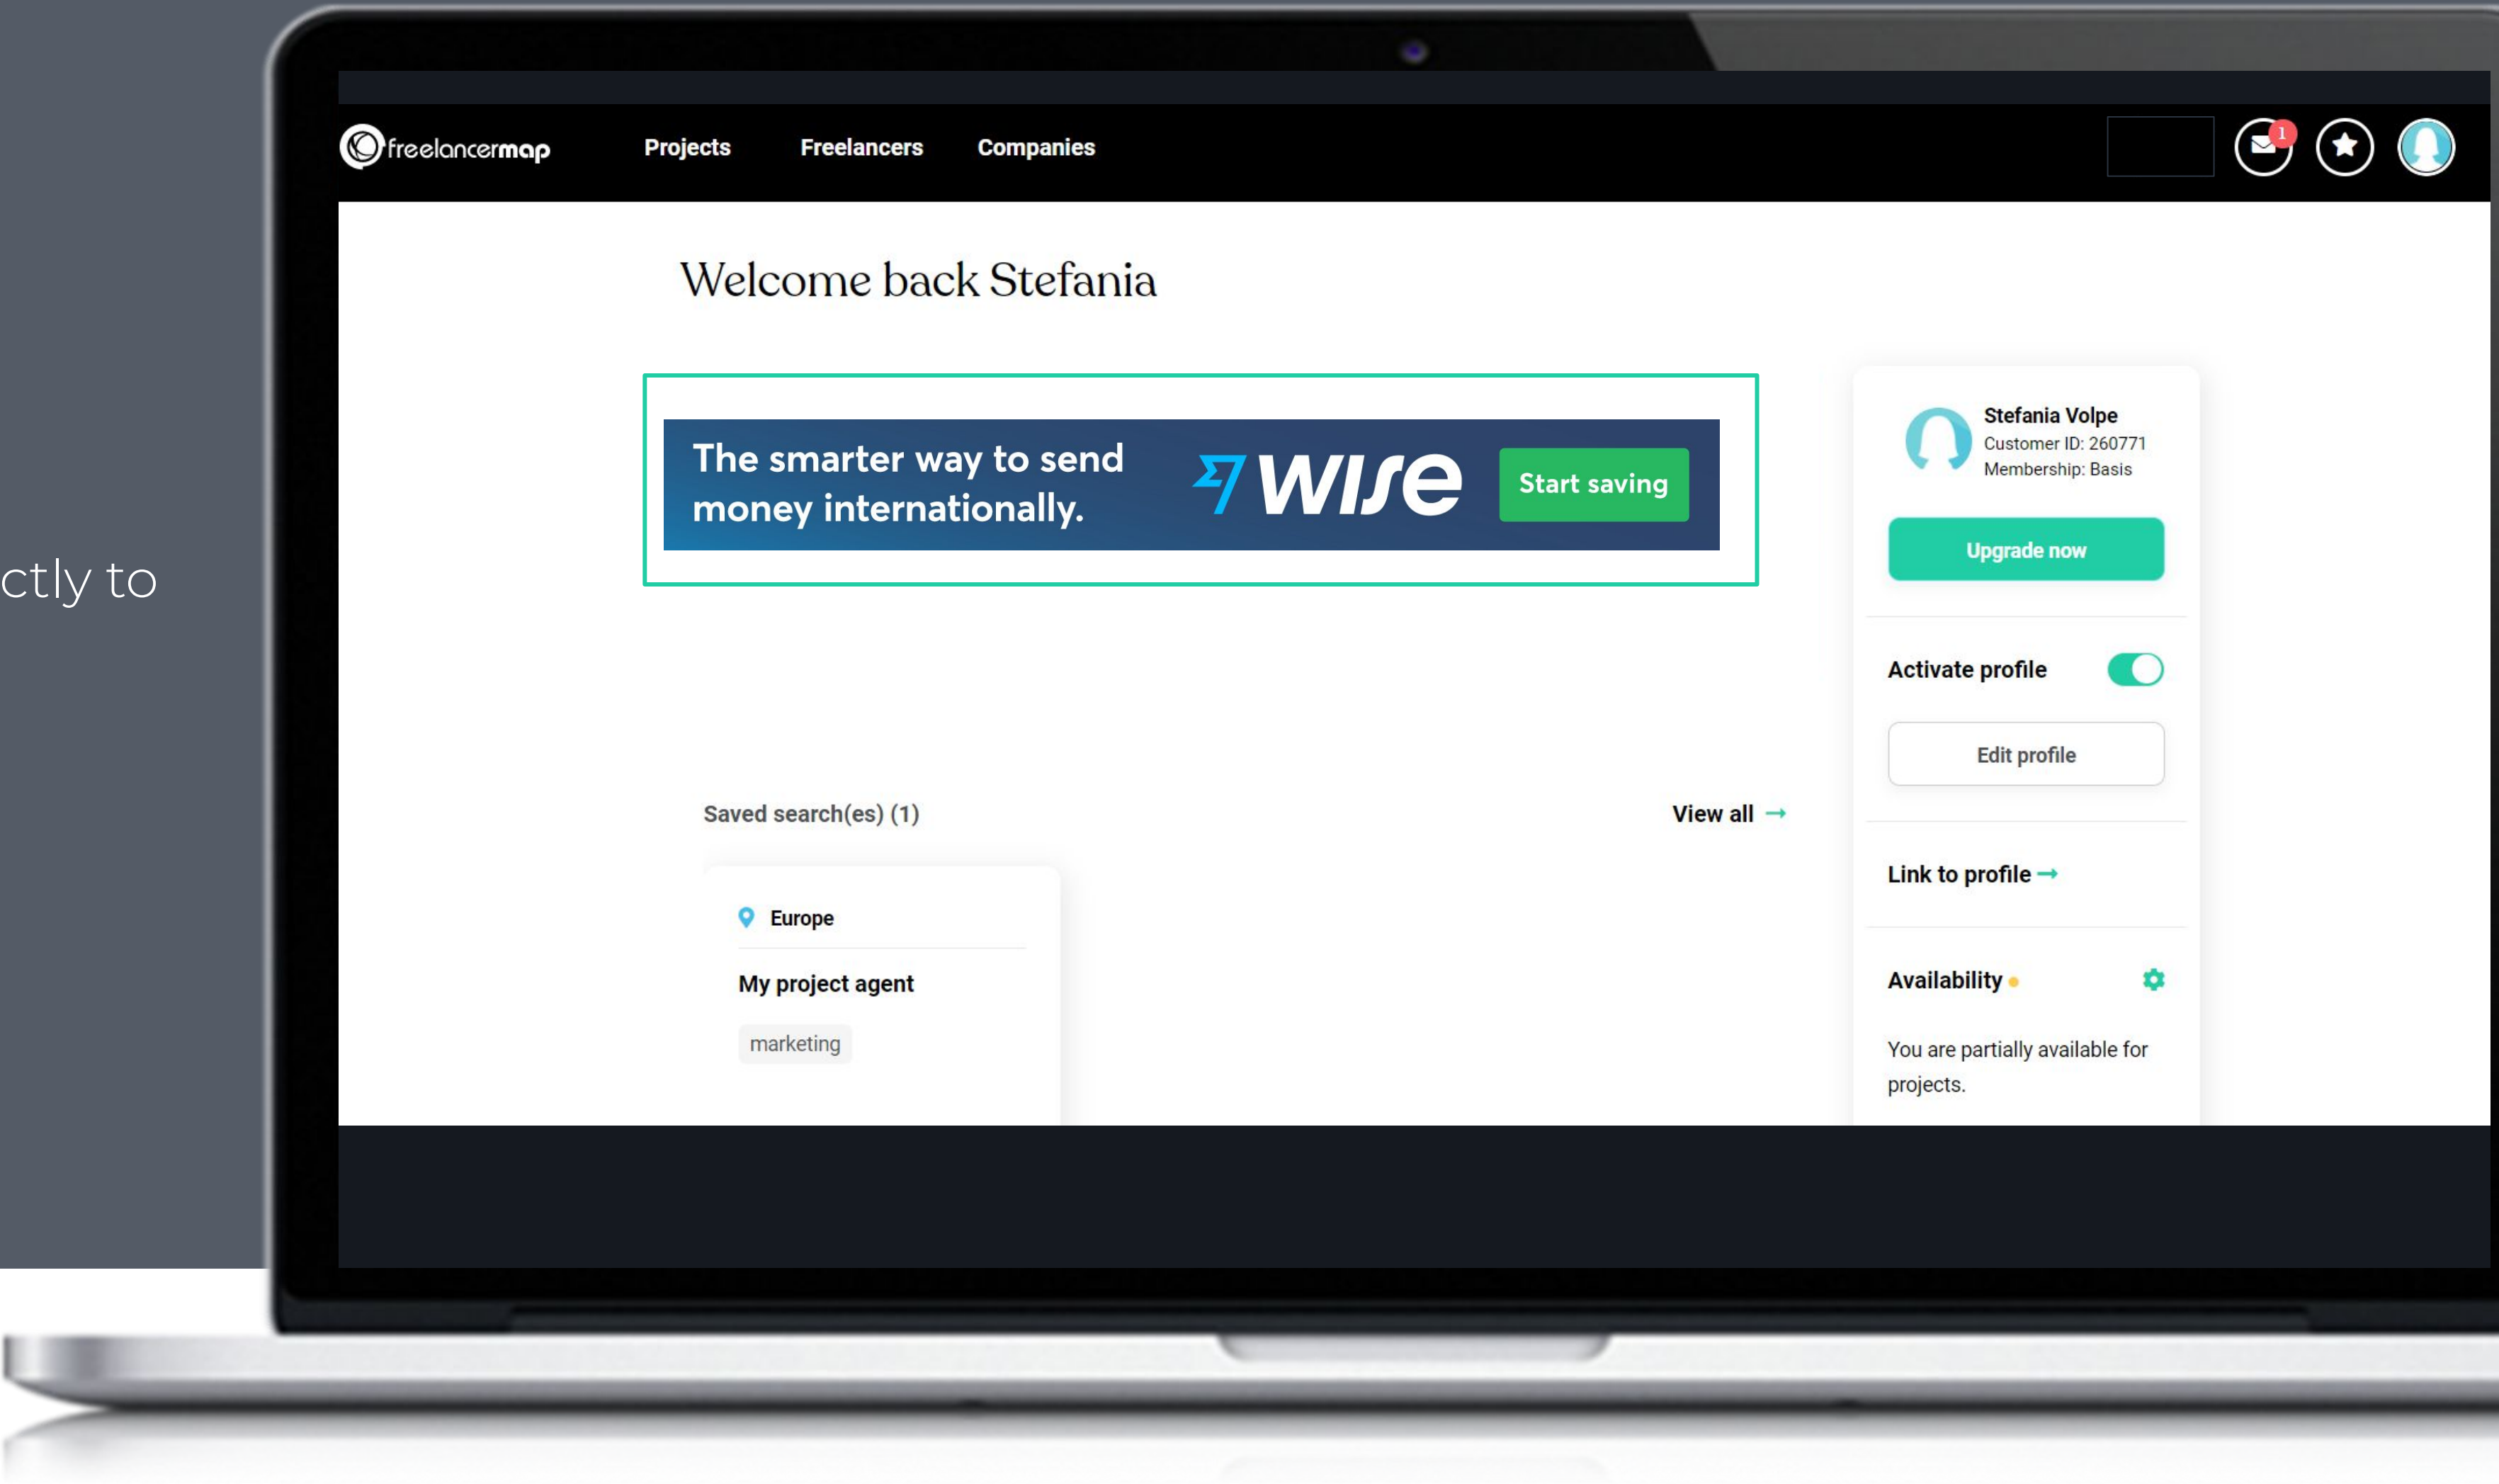 ctly to
freelancermap
Projects Freelancers Companies
1
Welcome back Stefania
The smarter way to send
money internationally.
WISE
Start saving
Stefania Volpe
Customer ID: 260771
Membership: Basis
Upgrade now
Activate profile
Edit profile
Link to profile →
Availability
You are partially available for
projects.
Saved search(es) (1)
View all →
Europe
My project agent
marketing